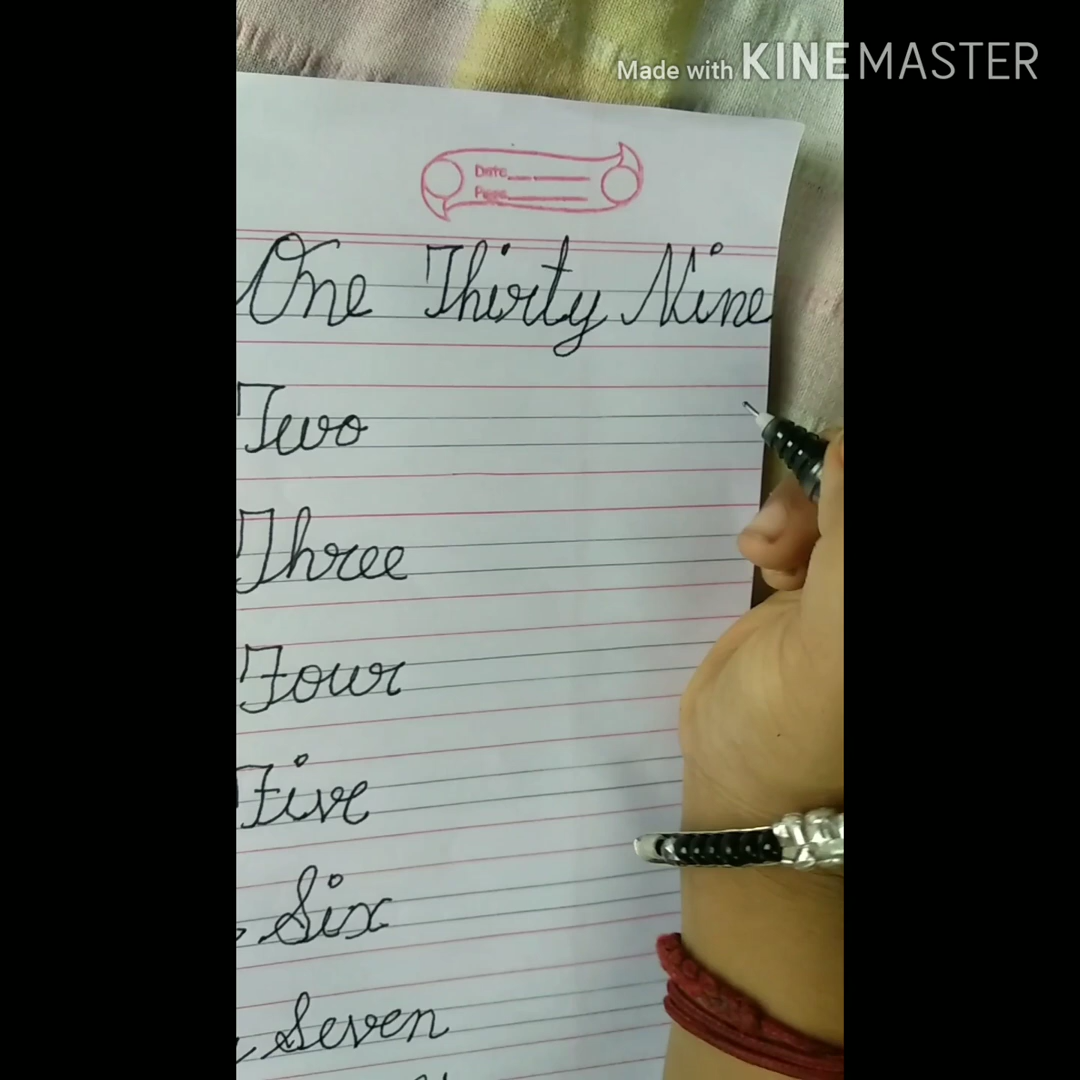 Made with KINEMASTER
Date
Page
One Thirty Nine
Two
Three
Four
Five
Six
Seven